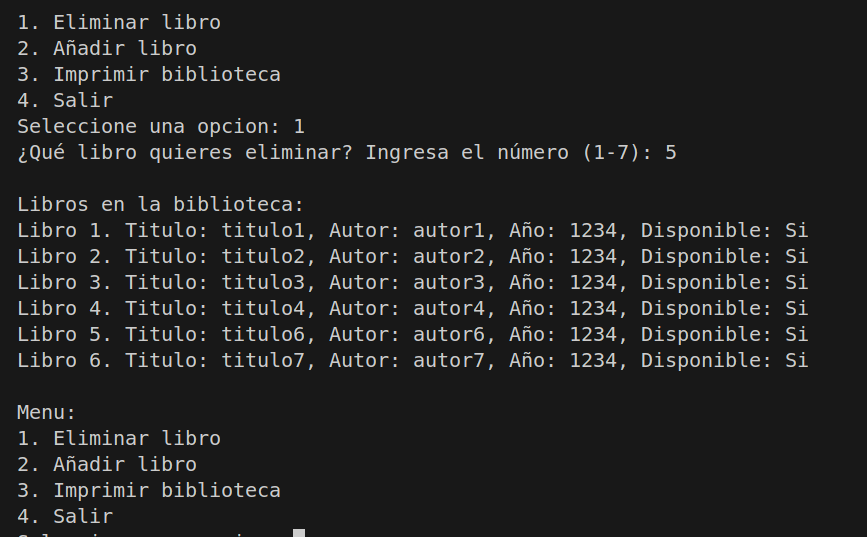 1. Eliminar libro
2. Añadir libro
3. Imprimir biblioteca
4. Salir
Seleccione una opcion: 1
¿Qué libro quieres eliminar? Ingresa el número (1-7): 5
Libros en la biblioteca:
Libro 1. Titulo: titulo1, Autor: autor1, Año: 1234, Disponible: Si
Libro 2. Titulo: titulo2, Autor: autor2, Año: 1234, Disponible: Si
Libro 3. Titulo: titulo3, Autor: autor3, Año: 1234, Disponible: Si
Libro 4. Titulo: titulo4, Autor: autor4, Año: 1234, Disponible: Si
Libro 5. Titulo: titulo6, Autor: autor6, Año: 1234, Disponible: Si
Libro 6. Titulo: titulo7, Autor: autor7, Año: 1234, Disponible: Si
Menu:
1. Eliminar libro
2. Añadir libro
3. Imprimir biblioteca
4. Salir